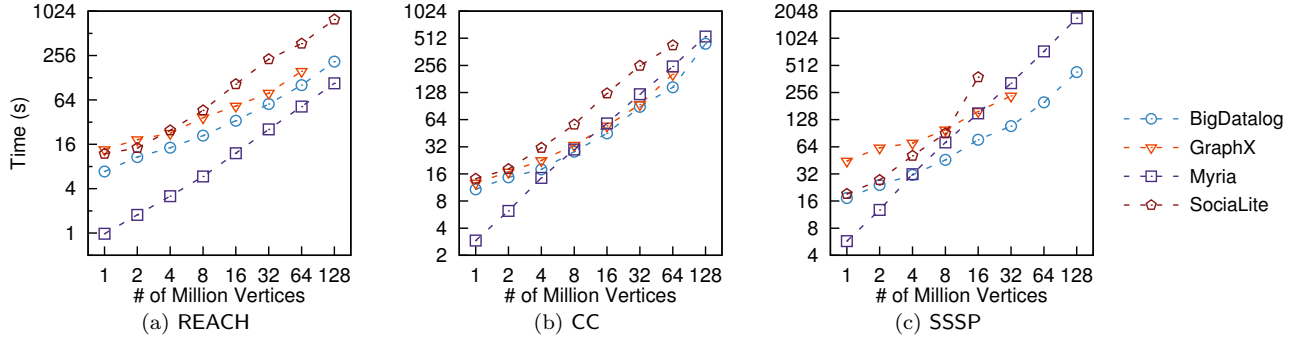 Time (s)
1024
256
64
16
4
1
1 2 4 8 16 32 64 128
# of Million Vertices
(a) REACH
1024
512
256
128
64
32
16
8
4
2
1 2 4 8 16 32 64 128
# of Million Vertices
(b) CC
2048
1024
512
256
128
64
32
16
8
4
1 2 4 8 16 32 64 128
# of Million Vertices
(c) SSSP
BigDatalog
GraphX
Myria
SociaLite